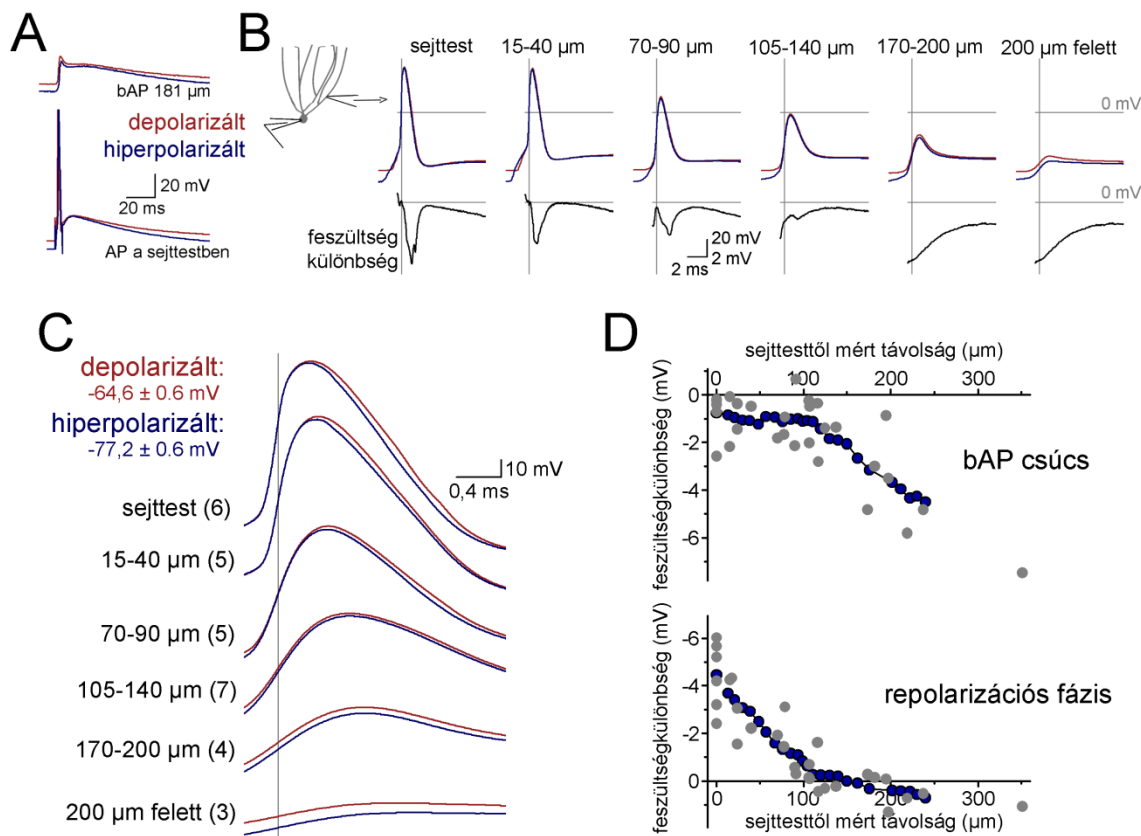 A
bAP 181 µm
depolarizált
hiperpolarizált
20 mV
20 ms
AP a sejttestben
B
sejttest
15-40 µm
70-90 µm
105-140 µm
170-200 µm
200 µm felett
0 mV
0 mV
feszültség
különbség
20 mV
2 ms 2 mV
C
depolarizált:
-64,6 ± 0.6 mV
hiperpolarizált:
-77,2 ± 0.6 mV
10 mV
0,4 ms
sejttest (6)
15-40 µm (5)
70-90 µm (5)
105-140 µm (7)
170-200 µm (4)
200 µm felett (3)
D
sejttesttől mért távolság (µm)
0 100 200 300
feszültségkülönbség (mV)
0
-2
-4
-6
bAP csúcs
feszültségkülönbség (mV)
-6
-4
-2
0
repolarizációs fázis
0 100 200 300
sejttesttől mért távolság (µm)